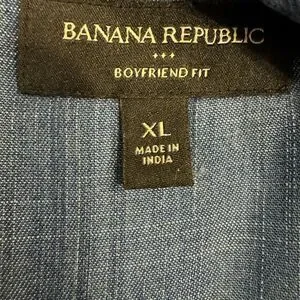 BANANA REPUBLIC
BOYFRIEND FIT
XL
MADE IN
INDIA